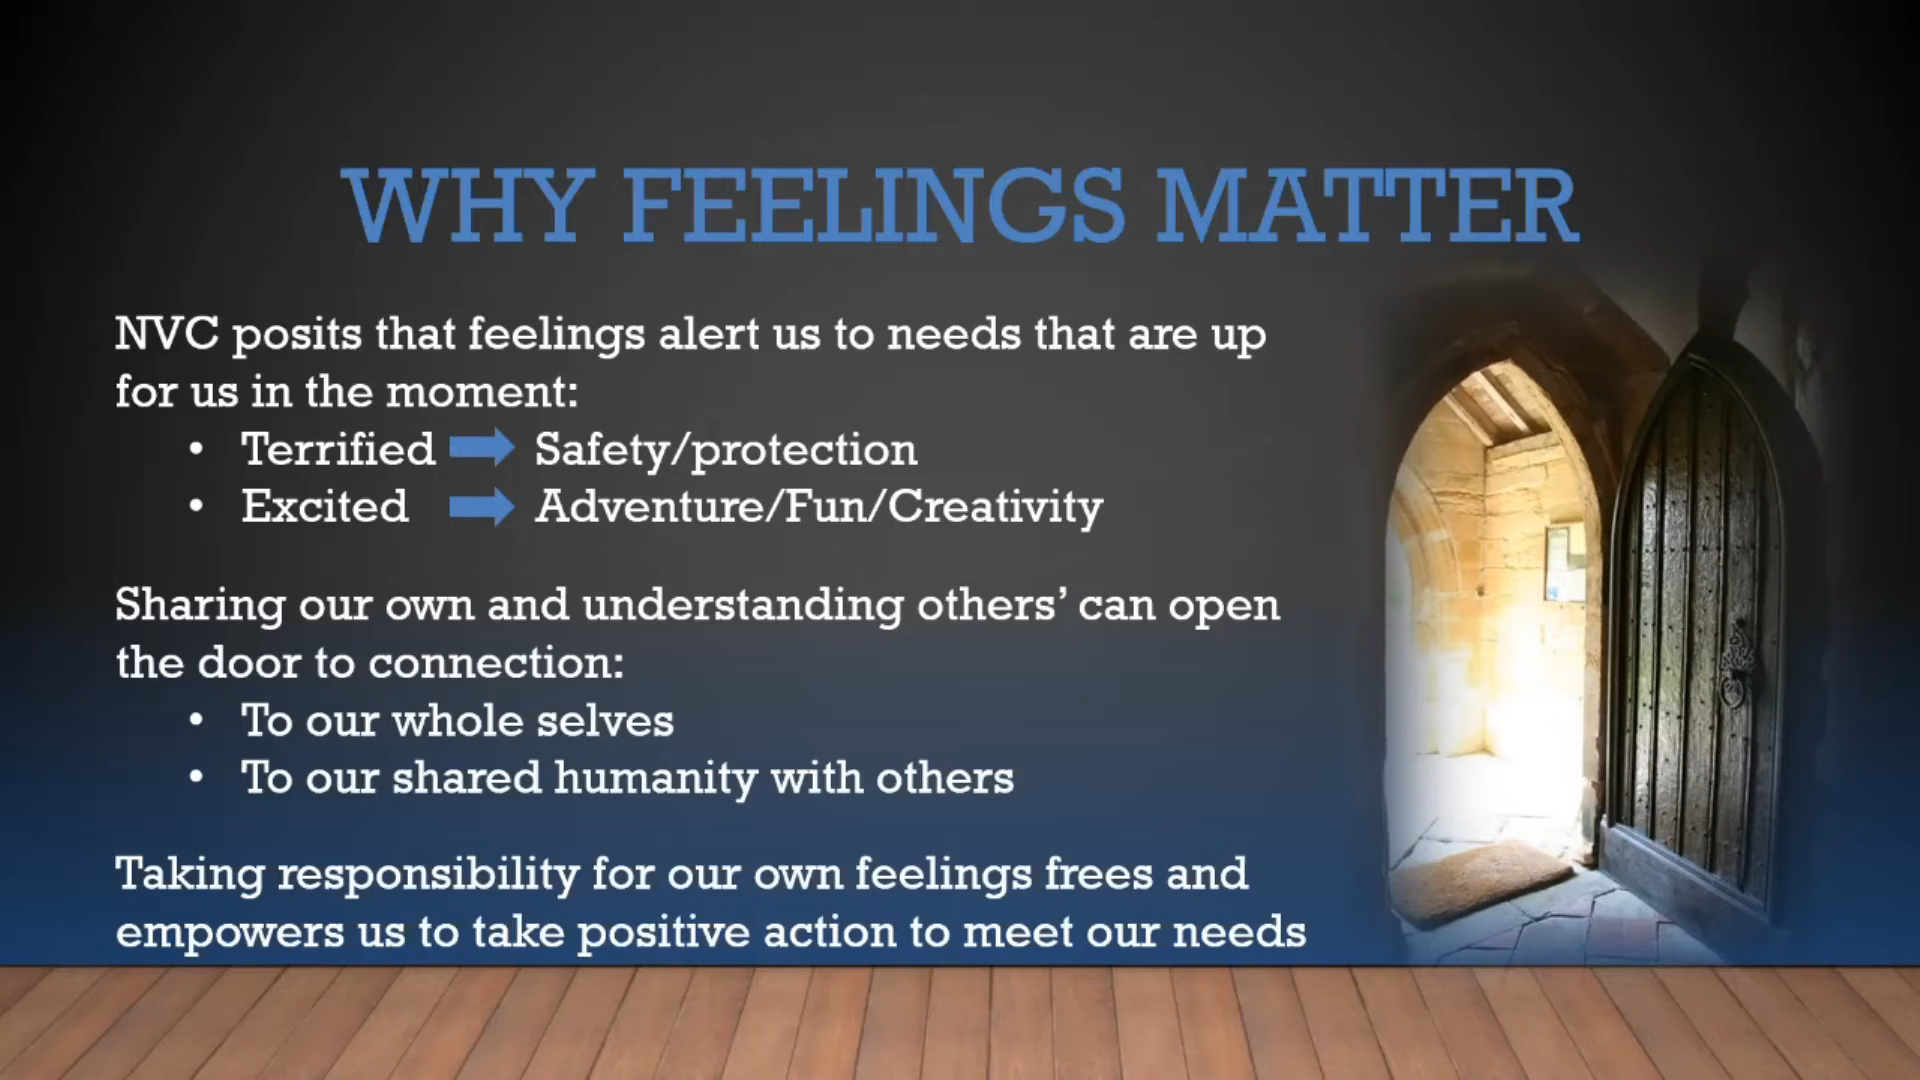 WHY FEELINGS MATTER
NVC posits that feelings alert us to needs that are up
for us in the moment:
• Terrified Safety/protection
• Excited Adventure/Fun/Creativity
Sharing our own and understanding others’ can open
the door to connection:
• To our whole selves
• To our shared humanity with others
Taking responsibility for our own feelings frees and
empowers us to take positive action to meet our needs